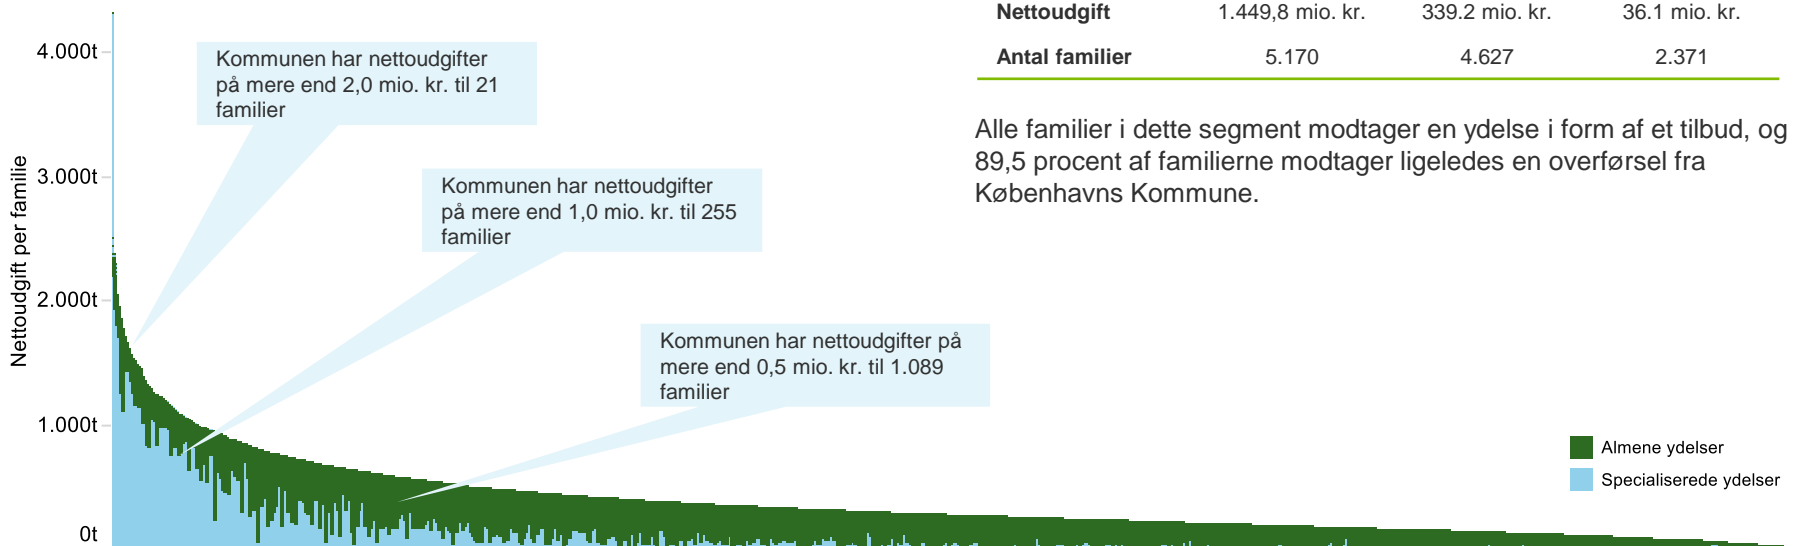 Nettoudgift 1.449,8 mio. kr. 339.2 mio. kr. 36.1 mio. kr.
Antal familier 5.170 4.627 2.371
Alle familier i dette segment modtager en ydelse i form af et tilbud, og
89,5 procent af familierne modtager ligeledes en overførsel fra
Københavns Kommune.
Nettoudgift per familie
4.000t
3.000t
2.000t
1.000t
0t
Kommunen har nettoudgifter
på mere end 2,0 mio. kr. til 21
familier
Kommunen har nettoudgifter
på mere end 1,0 mio. kr. til 255
familier
Kommunen har nettoudgifter på
mere end 0,5 mio. kr. til 1.089
familier
Almene ydelser
Specialiserede ydelser